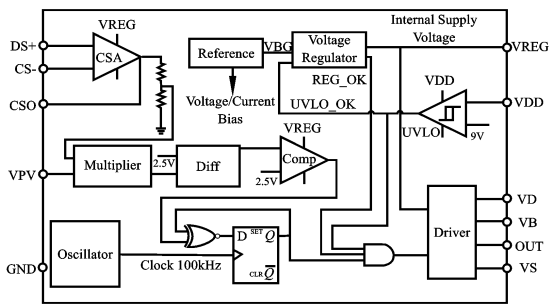 VREG
Internal Supply
Voltage
DS+
CS-
CSA
CSO
Reference
VBG
Voltage
Regulator
VREG
REG_OK
VDD
VDD
UVLO_OK
UVLO
9V
Voltage/Current
Bias
VREG
VPV
Multiplier
2.5V
Diff
2.5V
Comp
Oscillator
Clock 100kHz
D
SET
Q
CLR
Q̅
Driver
VD
VB
OUT
VS
GND